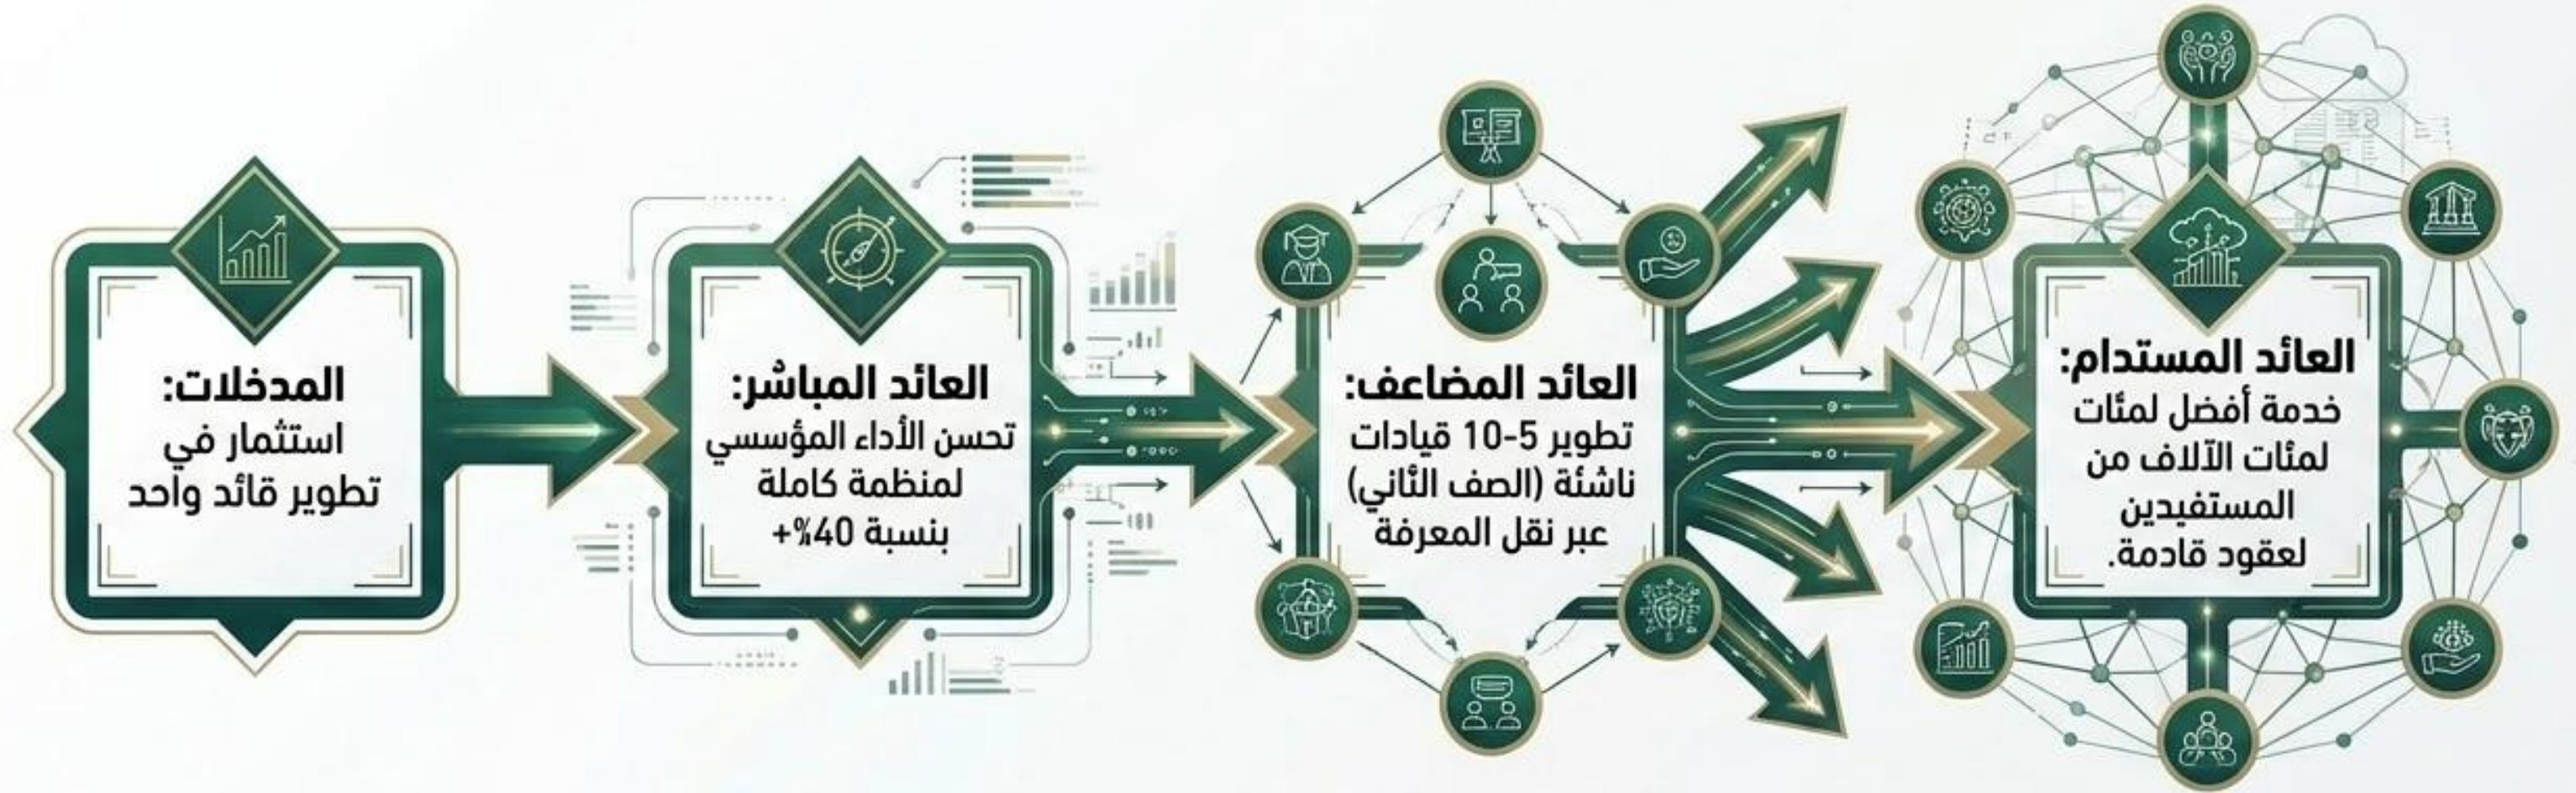 المدخلات:
استثمار في
تطوير قائد واحد
العائد المباشر:
تحسن الأداء المؤسسي
لمنظمة كاملة
بنسبة 40%+
العائد المضاعف:
تطوير 5-10 قيادات
ناشئة (الصف الثاني)
عبر نقل المعرفة
العائد المستدام:
خدمة أفضل لمئات
لمئات الآلاف من
المستفيدين
لعقود قادمة.